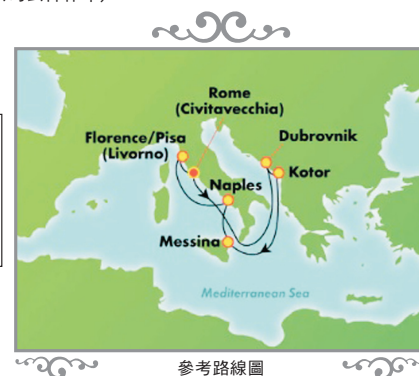 Rome
(Civitavecchia)
Florence/Pisa
(Livorno)
Dubrovnik
Kotor
Naples
Messina
Mediterranean Sea
參考路線圖